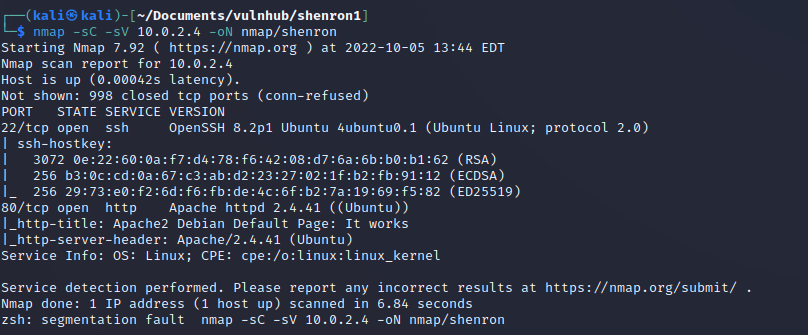 ┌──(kali㉿kali)-[~/Documents/vulnhub/shenron1]
└─$ nmap -sC -sV 10.0.2.4 -oN nmap/shenron
Starting Nmap 7.92 ( https://nmap.org ) at 2022-10-05 13:44 EDT
Nmap scan report for 10.0.2.4
Host is up (0.00042s latency).
Not shown: 998 closed tcp ports (conn-refused)
PORT   STATE SERVICE VERSION
22/tcp open  ssh     OpenSSH 8.2p1 Ubuntu 4ubuntu0.1 (Ubuntu Linux; protocol 2.0)
| ssh-hostkey:
|   3072 0e:22:60:0a:f7:d4:78:f6:42:08:d7:6a:6b:b0:b1:62 (RSA)
|   256 b3:0c:cd:0a:67:c3:ab:d2:23:27:02:1f:b2:fb:91:12 (ECDSA)
|_  256 29:73:e0:f2:6d:f6:fb:de:4c:6f:b2:7a:19:69:f5:82 (ED25519)
80/tcp open  http    Apache httpd 2.4.41 ((Ubuntu))
|_http-title: Apache2 Debian Default Page: It works
|_http-server-header: Apache/2.4.41 (Ubuntu)
Service Info: OS: Linux; CPE: cpe:/o:linux:linux_kernel

Service detection performed. Please report any incorrect results at https://nmap.org/submit/ .
Nmap done: 1 IP address (1 host up) scanned in 6.84 seconds
zsh: segmentation fault  nmap -sC -sV 10.0.2.4 -oN nmap/shenron